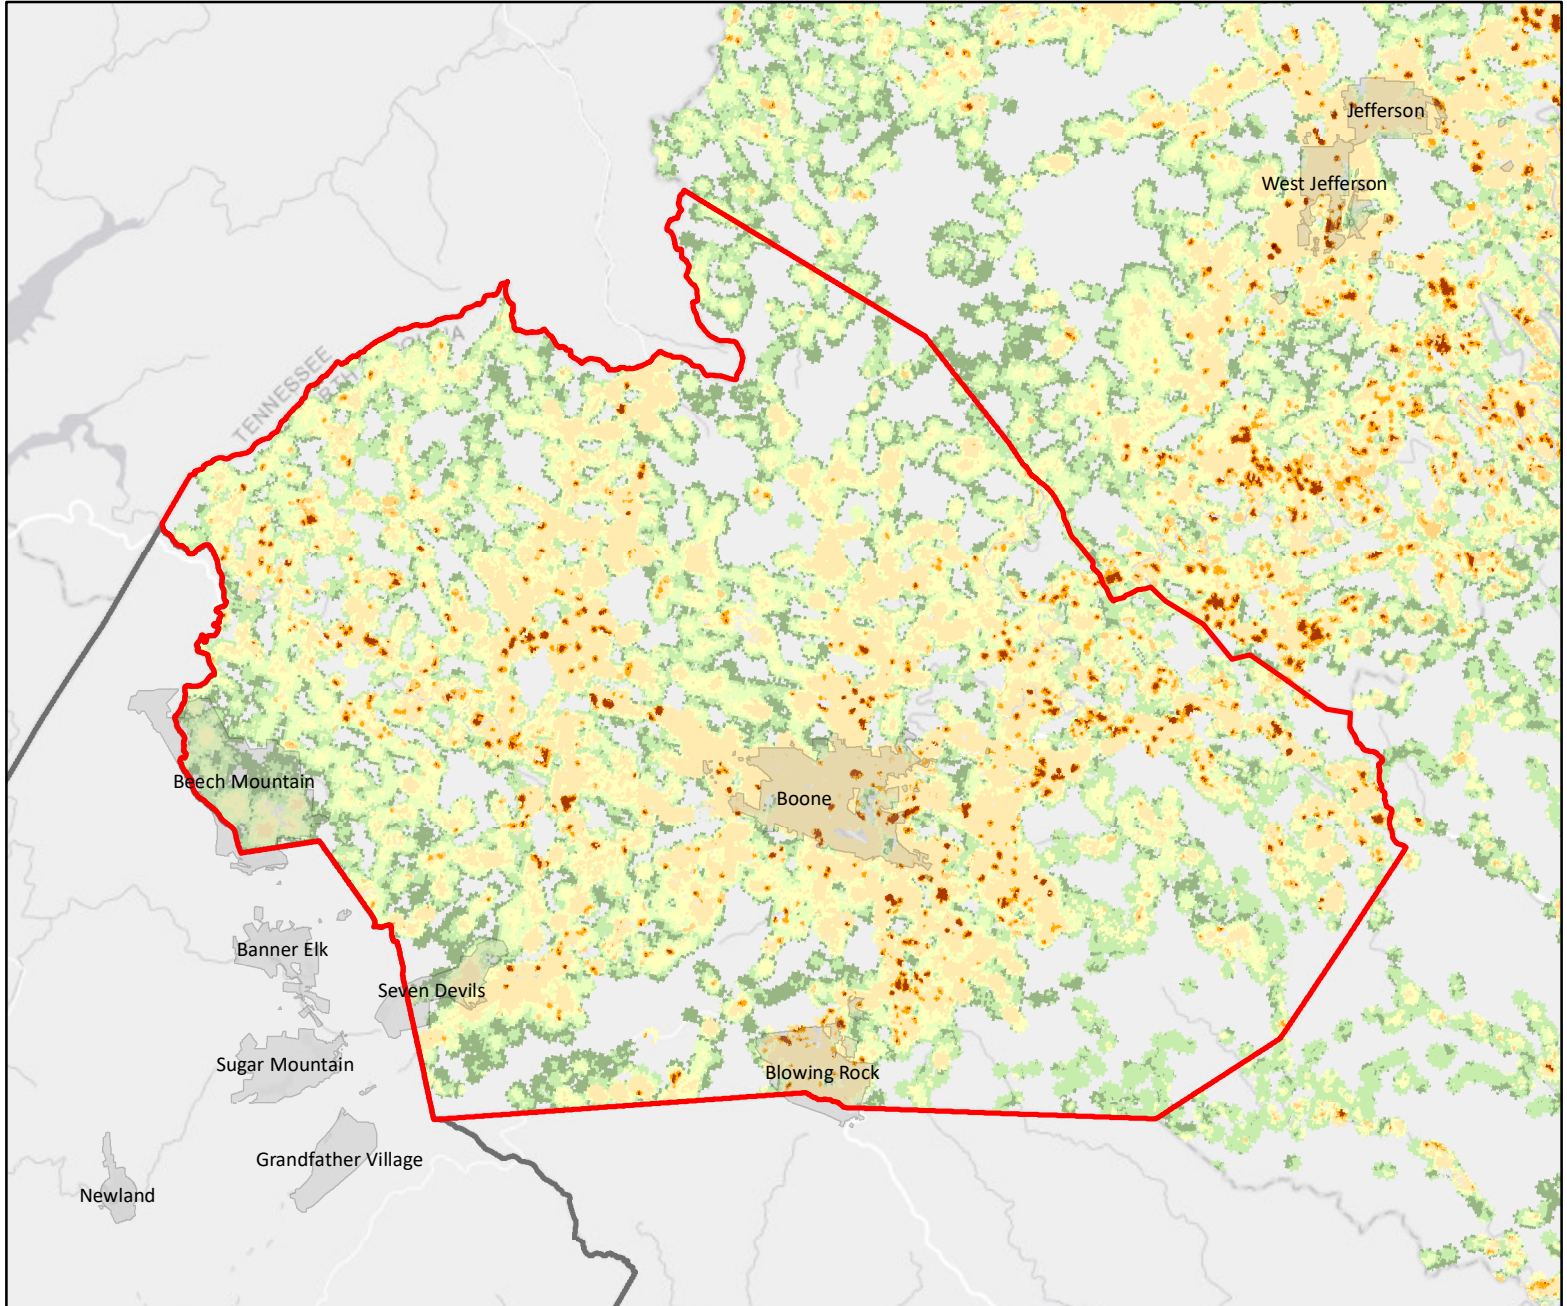 Jefferson
West Jefferson
TENNESSEE
Beech Mountain
Boone
Banner Elk
Seven Devils
Sugar Mountain
Blowing Rock
Grandfather Village
Newland